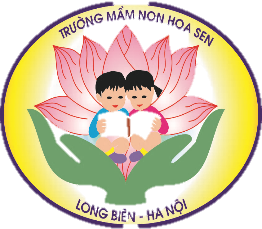 TRƯỜNG MẦM NON HOA SEN
LONG BIÊN - HÀ NỘI